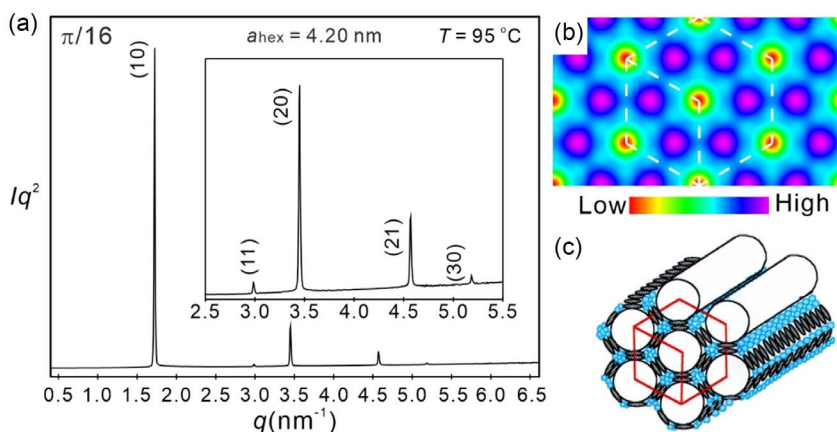 (a)
π/16
a_hex = 4.20 nm
T = 95 °C
(10)
(11)
(20)
(21)
(30)
2.5 3.0 3.5 4.0 4.5 5.0 5.5
Iq²
0.5 1.0 1.5 2.0 2.5 3.0 3.5 4.0 4.5 5.0 5.5 6.0 6.5
q(nm⁻¹)
(b)
Low High
(c)